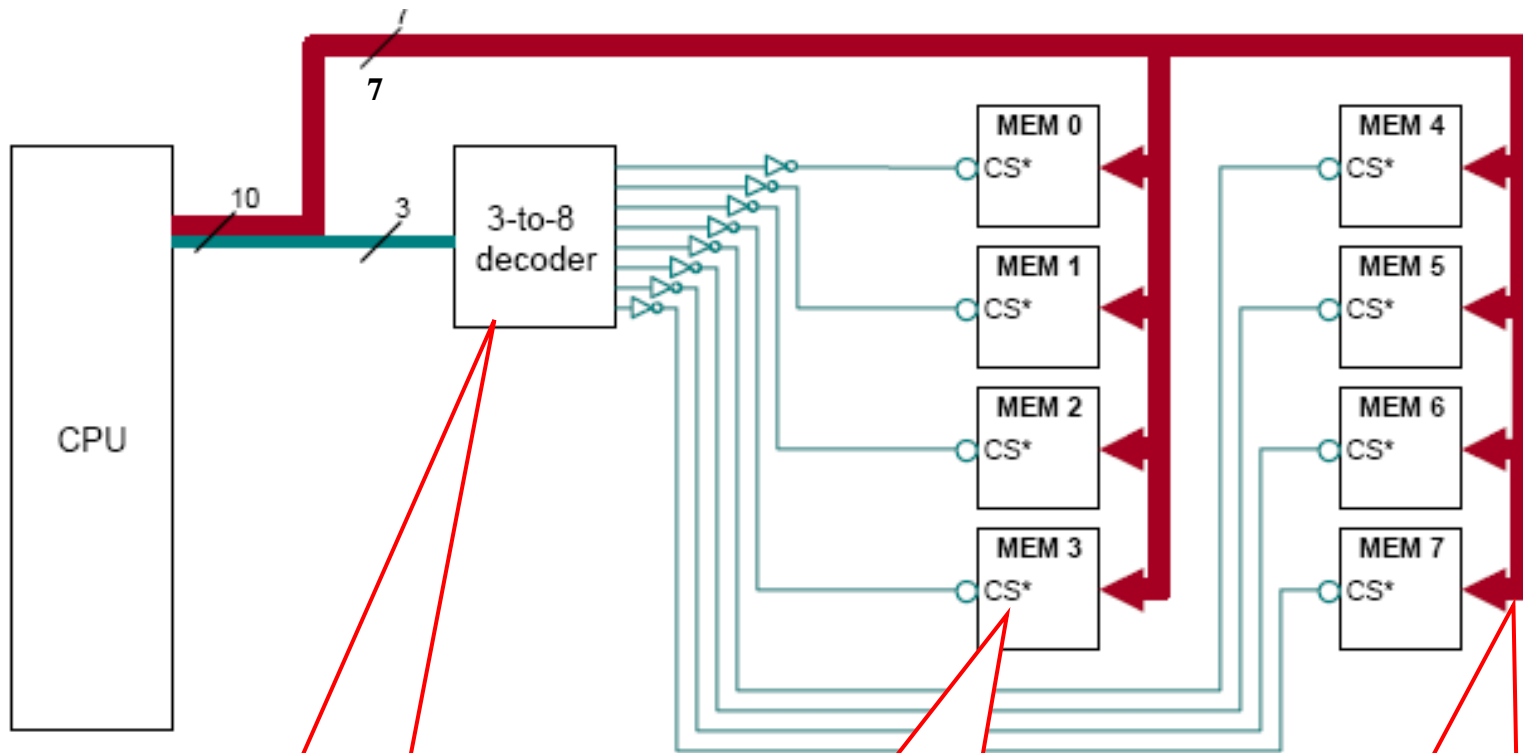 7
10
3
3-to-8
decoder
CPU
MEM 0
CS*
MEM 4
CS*
MEM 1
CS*
MEM 5
CS*
MEM 2
CS*
MEM 6
CS*
MEM 3
CS*
MEM 7
CS*